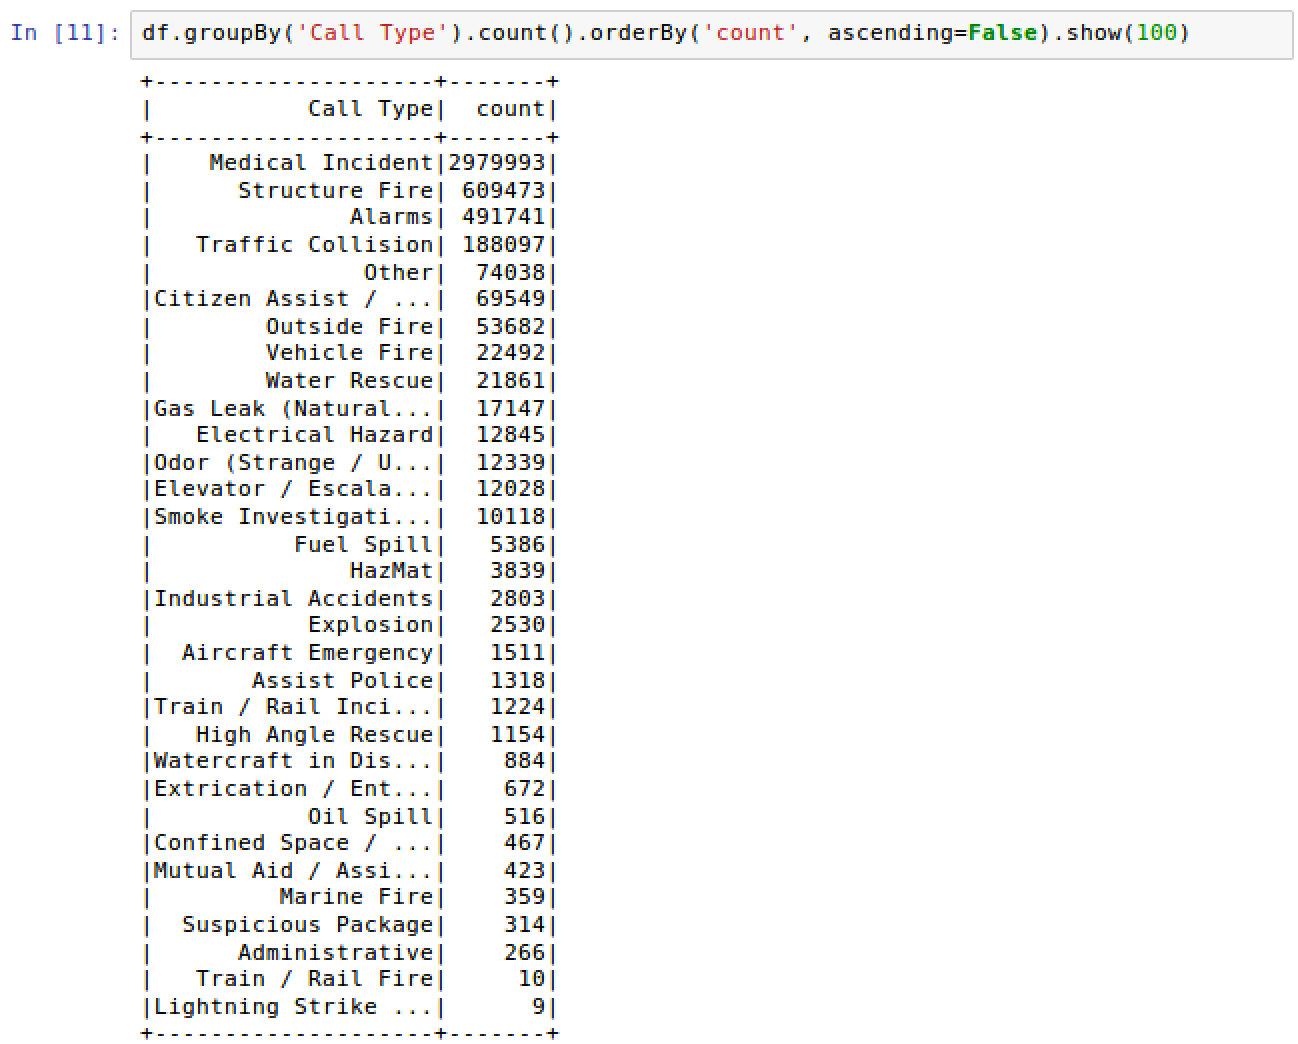 In [11]: df.groupBy('Call Type').count().orderBy('count', ascending=False).show(100)
+--------------------+-------+
|           Call Type|  count|
+--------------------+-------+
|    Medical Incident|2979993|
|      Structure Fire| 609473|
|              Alarms| 491741|
|   Traffic Collision| 188097|
|               Other|  74038|
|Citizen Assist / ...|  69549|
|        Outside Fire|  53682|
|        Vehicle Fire|  22492|
|        Water Rescue|  21861|
|Gas Leak (Natural...|  17147|
|   Electrical Hazard|  12845|
|Odor (Strange / U...|  12339|
|Elevator / Escala...|  12028|
|Smoke Investigati...|  10118|
|          Fuel Spill|   5386|
|              HazMat|   3839|
|Industrial Accidents|   2803|
|           Explosion|   2530|
|  Aircraft Emergency|   1511|
|       Assist Police|   1318|
|Train / Rail Inci...|   1224|
|   High Angle Rescue|   1154|
|Watercraft in Dis...|    884|
|Extrication / Ent...|    672|
|           Oil Spill|    516|
|Confined Space / ...|    467|
|Mutual Aid / Assi...|    423|
|         Marine Fire|    359|
|  Suspicious Package|    314|
|      Administrative|    266|
|   Train / Rail Fire|     10|
|Lightning Strike ...|      9|
+--------------------+-------+